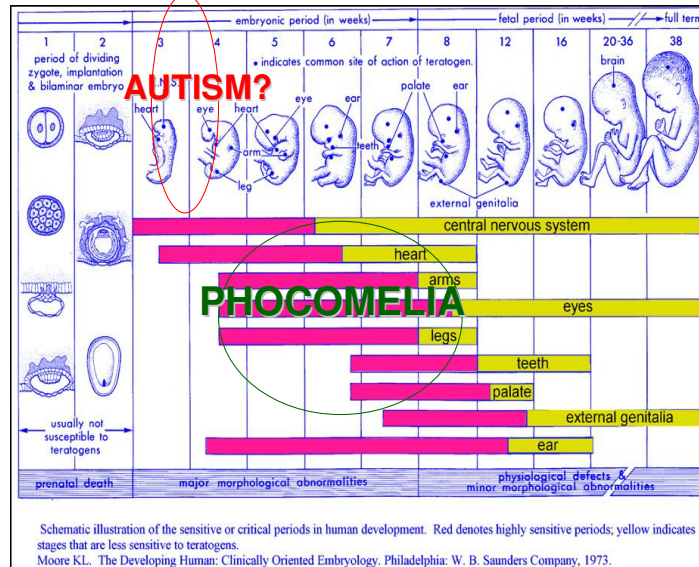 embryonic period (in weeks)
fetal period (in weeks)
full term
1
2
3
4
5
6
7
8
12
16
20-36
38
period of dividing
zygote, implantation
& bilaminar embryo
• indicates common site of action of teratogen.
AUTISM?
heart
eye
heart
arm
leg
eye
ear
teeth
palate
ear
brain
external genitalia
central nervous system
heart
arms
PHOCOMELIA
eyes
legs
teeth
palate
external genitalia
ear
usually not
susceptible to
teratogens
prenatal death
major morphological abnormalities
physiological defects &
minor morphological abnormalities
Schematic illustration of the sensitive or critical periods in human development. Red denotes highly sensitive periods; yellow indicates
stages that are less sensitive to teratogens.
Moore KL. The Developing Human: Clinically Oriented Embryology. Philadelphia: W. B. Saunders Company, 1973.